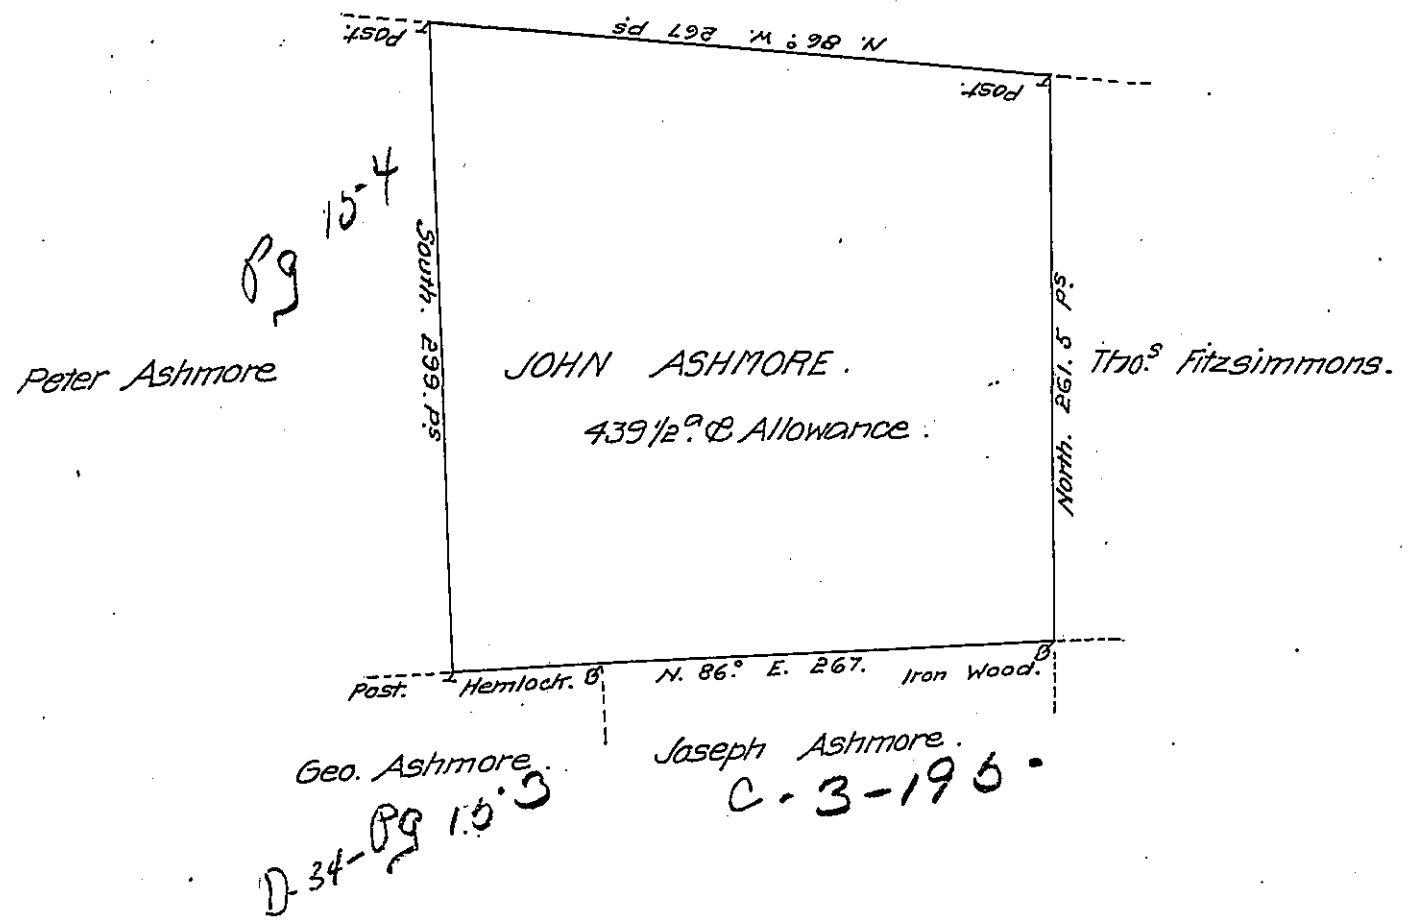 N. 86.° W. 267 ps
Post.
Post.
Pg 15-4
South. 299. ps
North. 261.5 ps.
Peter Ashmore
JOHN ASHMORE.
Thos. Fitzsimmons.
439 1/2 a. & Allowance.
Post. Hemlock. N. 86.° E. 267. Iron Wood.
Geo. Ashmore.
Joseph Ashmore.
D-34-Pg 15-3
C-3-195.